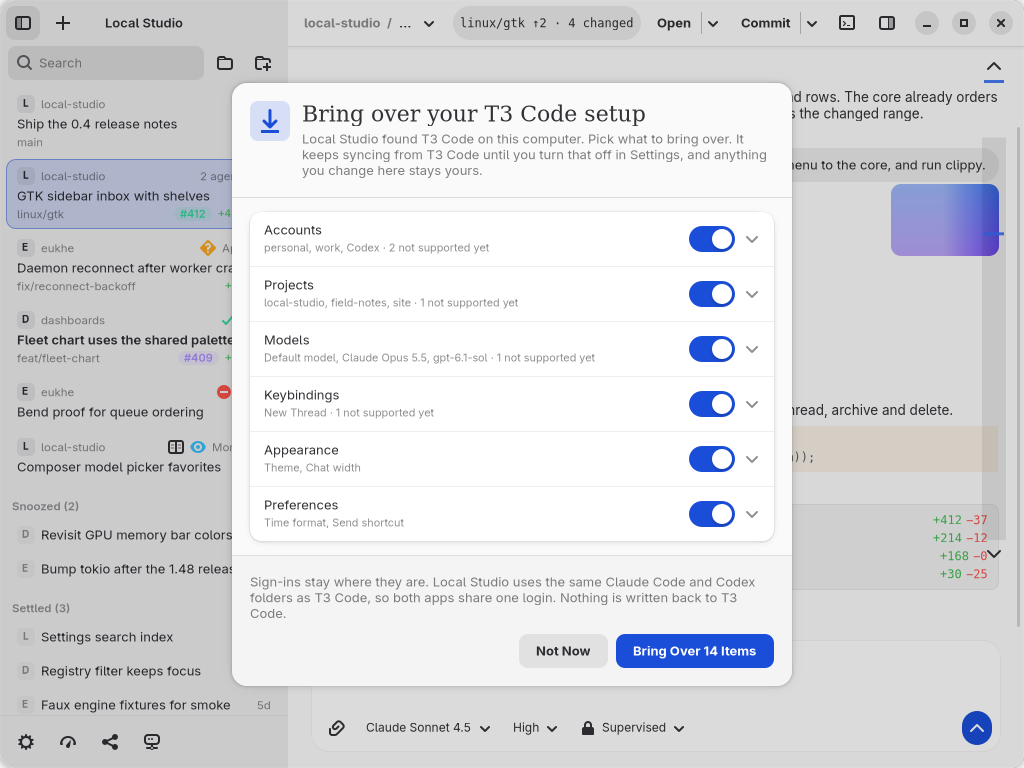 Local Studio
local-studio / ...
linux/gtk ↑2 · 4 changed
Open
Commit
Search
L local-studio
Ship the 0.4 release notes
main
L local-studio 2
GTK sidebar inbox with shelves
linux/gtk #412
E eukhe
Daemon reconnect after worker
fix/reconnect-backoff
D dashboards
Fleet chart uses the shared palette
feat/fleet-chart #409
E eukhe
Bend proof for queue ordering
L local-studio
Composer model picker favorites
Snoozed (2)
D Revisit GPU memory bar colors
E Bump tokio after the 1.48
Settled (3)
L Settings search index
D Registry filter keeps focus
E Faux engine fixtures for smoke 5d
rows. The core already orders
the changed range.
to the core, and run clippy.
archive and delete.
));
+412 −37
+214 −12
+168 −0
+30 −25
Bring over your T3 Code setup
Local Studio found T3 Code on this computer. Pick what to bring over. It
keeps syncing from T3 Code until you turn that off in Settings, and anything
you change here stays yours.
Accounts
personal, work, Codex · 2 not supported yet
Projects
local-studio, field-notes, site · 1 not supported yet
Models
Default model, Claude Opus 5.5, gpt-6.1-sol · 1 not supported yet
Keybindings
New Thread · 1 not supported yet
Appearance
Theme, Chat width
Preferences
Time format, Send shortcut
Sign-ins stay where they are. Local Studio uses the same Claude Code and Codex
folders as T3 Code, so both apps share one login. Nothing is written back to T3
Code.
Not Now
Bring Over 14 Items
Claude Sonnet 4.5
High
Supervised